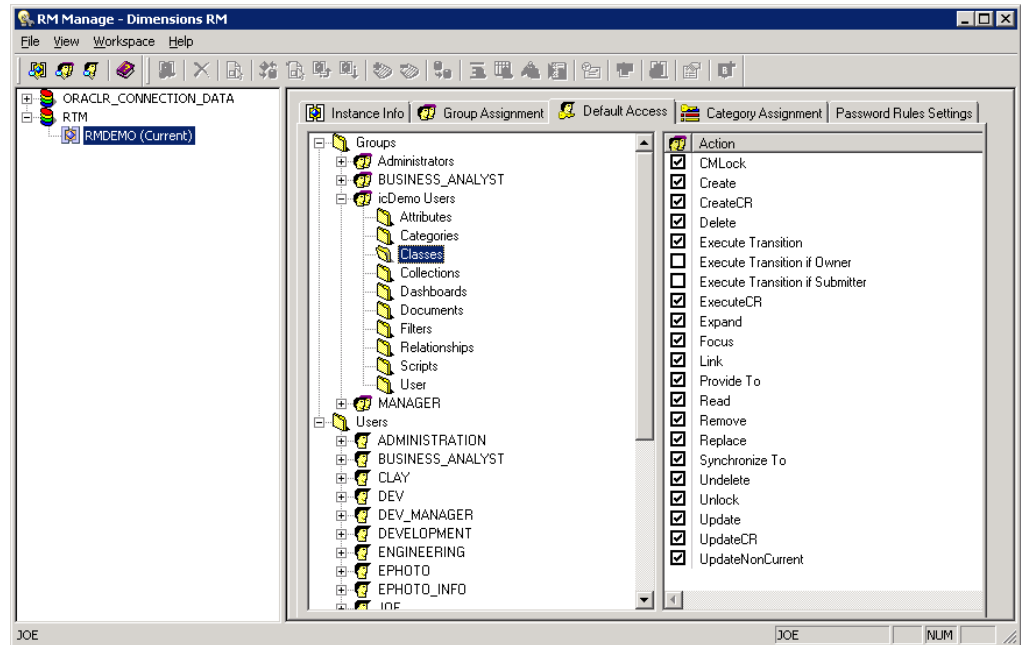 RM Manage - Dimensions RM
File View Workspace Help
ORACLR_CONNECTION_DATA
RTM
RMDEMO (Current)
Instance Info Group Assignment Default Access Category Assignment Password Rules Settings
Groups
Administrators
BUSINESS_ANALYST
icDemo Users
Attributes
Categories
Classes
Collections
Dashboards
Documents
Filters
Relationships
Scripts
User
MANAGER
Users
ADMINISTRATION
BUSINESS_ANALYST
CLAY
DEV
DEV_MANAGER
DEVELOPMENT
ENGINEERING
EPHOTO
EPHOTO_INFO
JOE
Action
CMLock
Create
CreateCR
Delete
Execute Transition
Execute Transition if Owner
Execute Transition if Submitter
ExecuteCR
Expand
Focus
Link
Provide To
Read
Remove
Replace
Synchronize To
Undelete
Unlock
Update
UpdateCR
UpdateNonCurrent
JOE JOE NUM